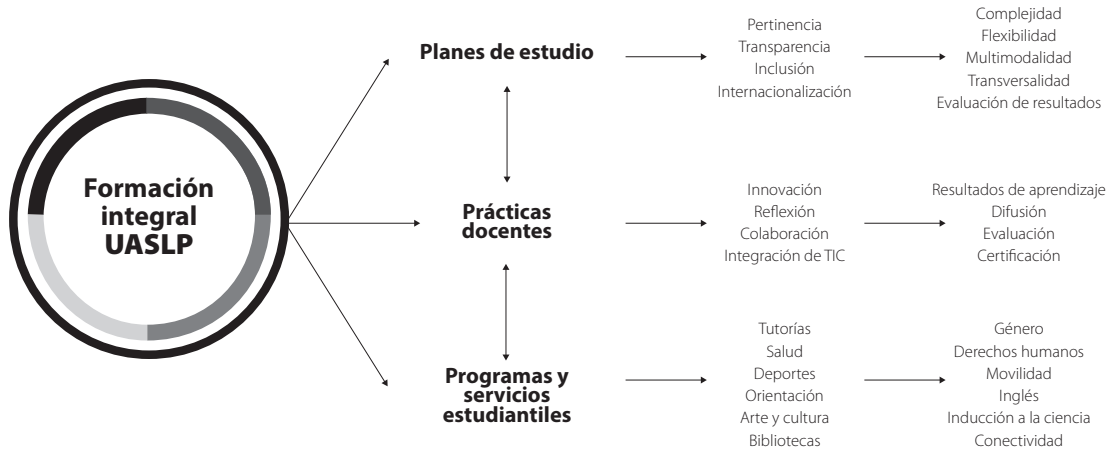 Formación
integral
UASLP
Planes de estudio
Pertinencia
Transparencia
Inclusión
Internacionalización
Complejidad
Flexibilidad
Multimodalidad
Transversalidad
Evaluación de resultados
Prácticas
docentes
Innovación
Reflexión
Colaboración
Integración de TIC
Resultados de aprendizaje
Difusión
Evaluación
Certificación
Programas y
servicios
estudiantiles
Tutorías
Salud
Deportes
Orientación
Arte y cultura
Bibliotecas
Género
Derechos humanos
Movilidad
Inglés
Inducción a la ciencia
Conectividad